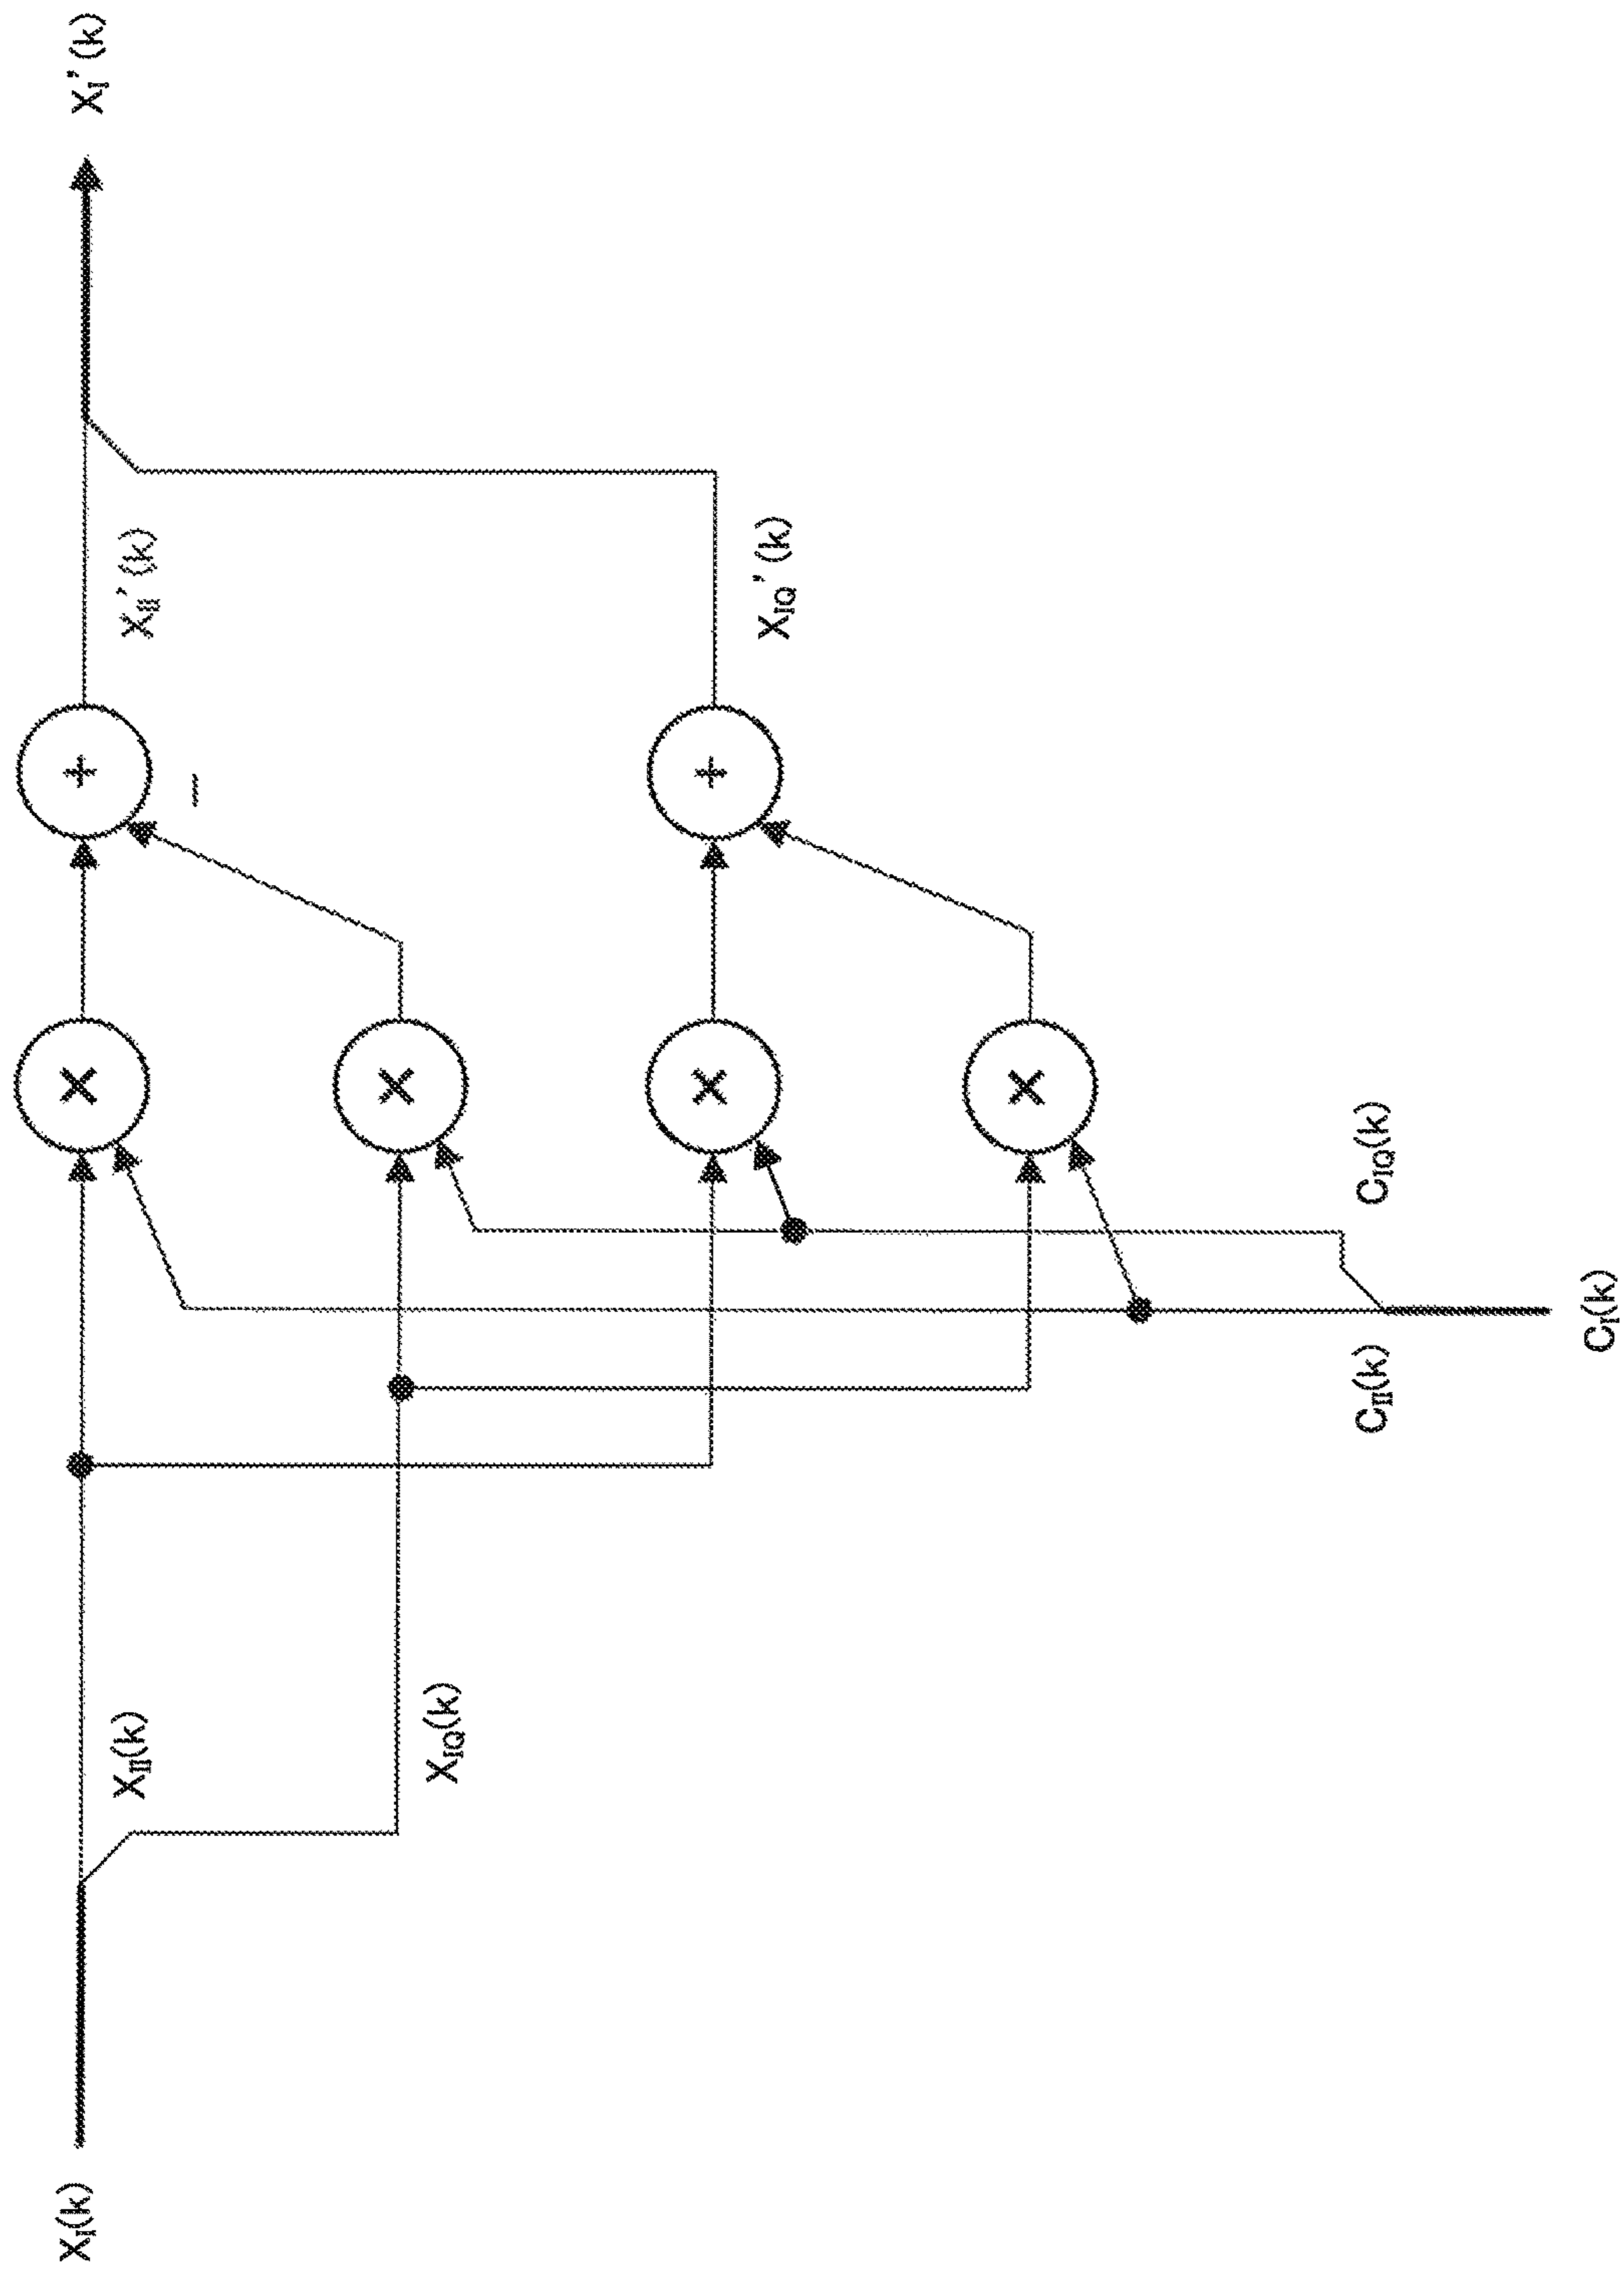 X_I(k)
X_II(k)
X_IQ(k)
C_I(k)
C_II(k)
C_IQ(k)
×
×
×
×
+
−
+
X_II'(k)
X_IQ'(k)
X_I'(k)